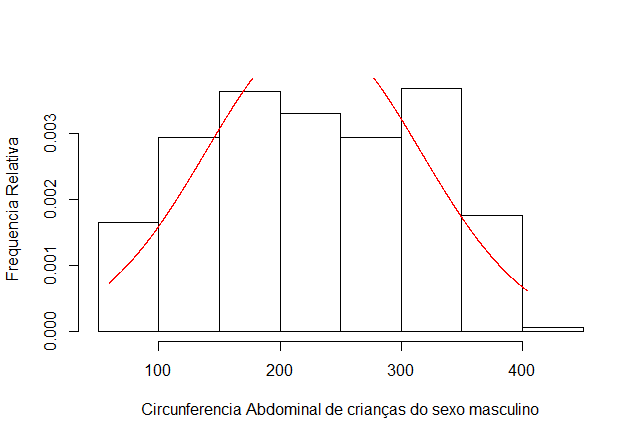 Frequencia Relativa
0.003
0.002
0.001
0.000
100 200 300 400
Circunferencia Abdominal de crianças do sexo masculino